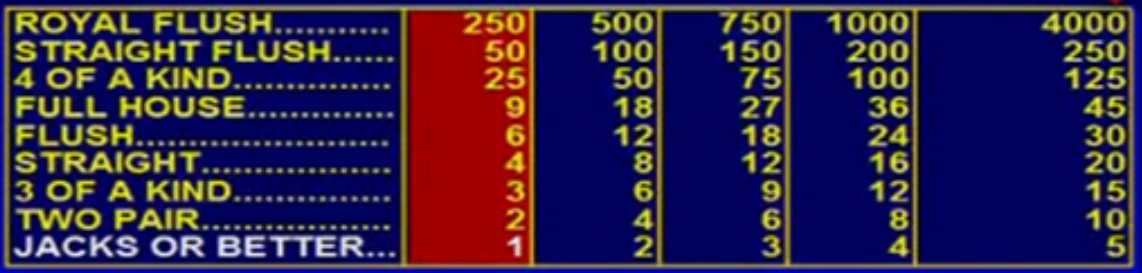 ROYAL FLUSH........... 250 500 750 1000 4000
STRAIGHT FLUSH...... 50 100 150 200 250
4 OF A KIND............... 25 50 75 100 125
FULL HOUSE.............. 9 18 27 36 45
FLUSH........................ 6 12 18 24 30
STRAIGHT.................. 4 8 12 16 20
3 OF A KIND............... 3 6 9 12 15
TWO PAIR.................. 2 4 6 8 10
JACKS OR BETTER... 1 2 3 4 5